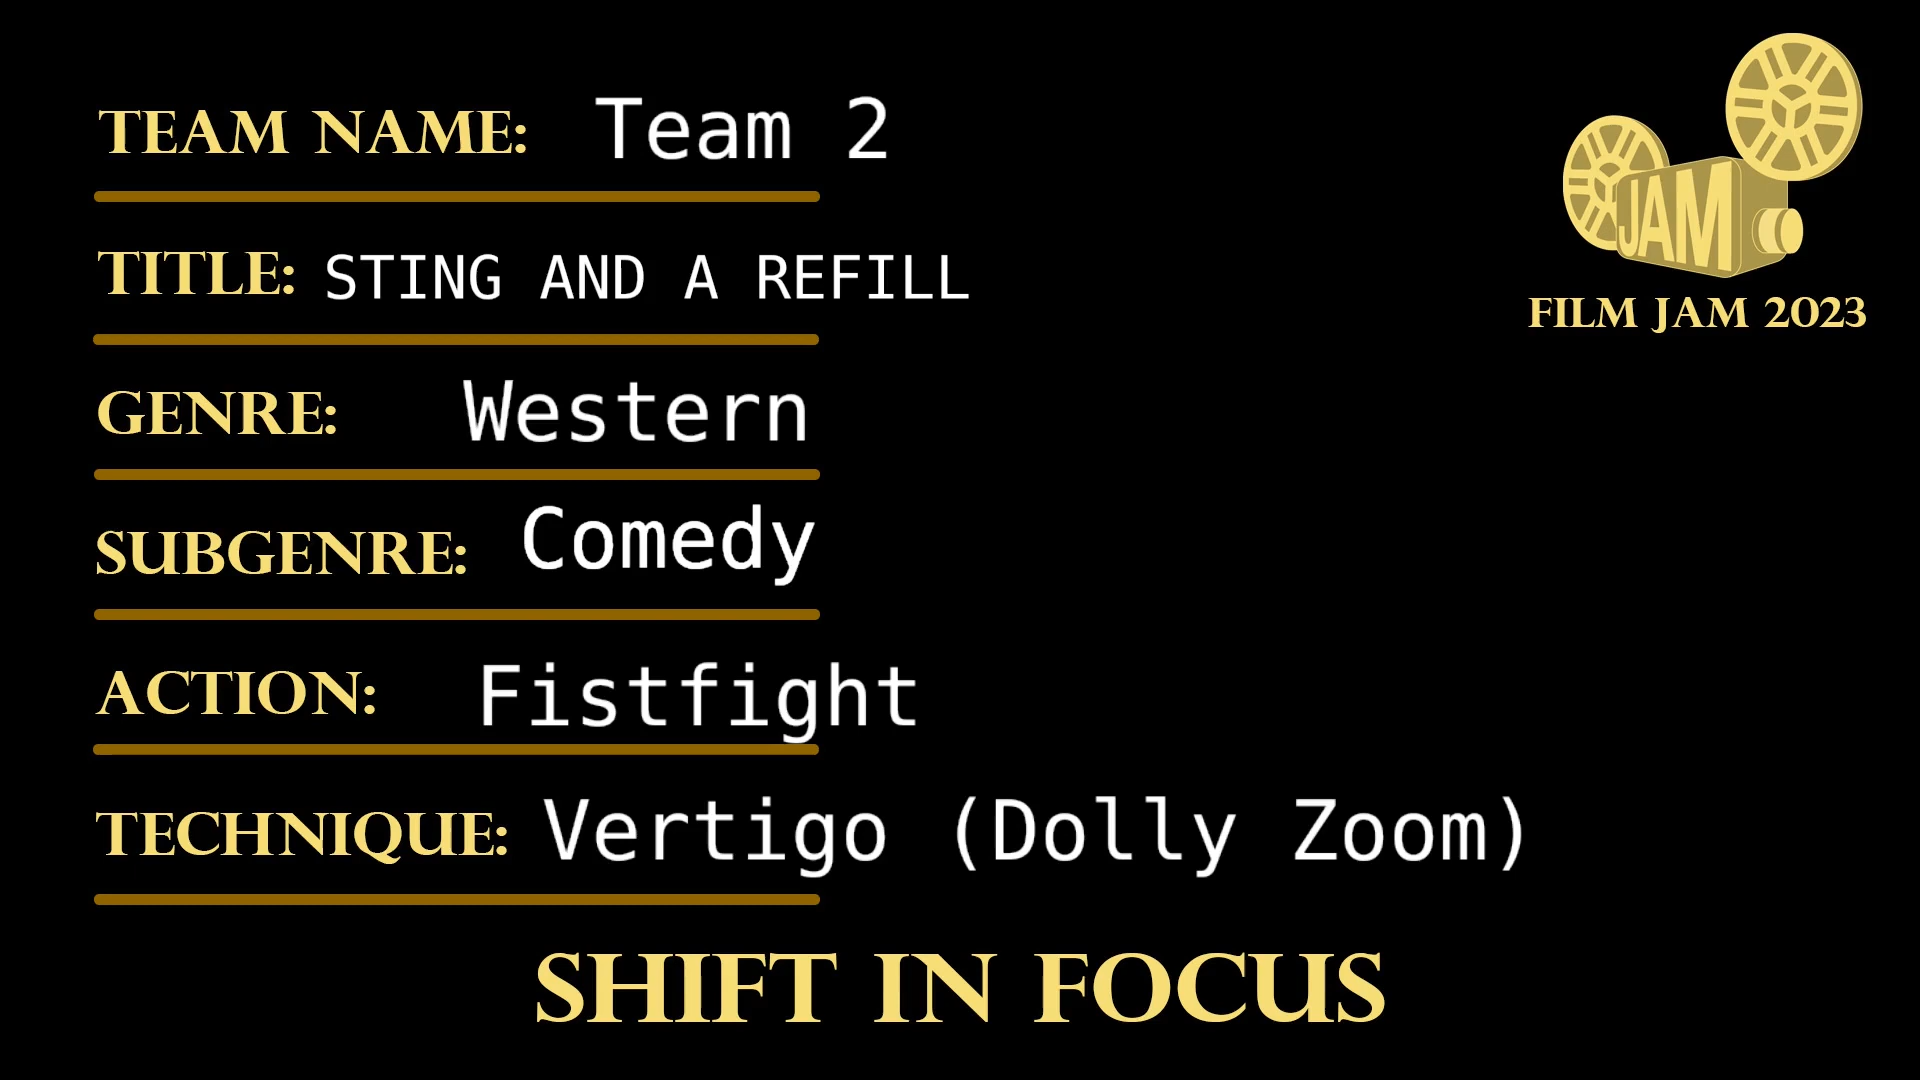 TEAM NAME: Team 2
TITLE: STING AND A REFILL
GENRE: Western
SUBGENRE: Comedy
ACTION: Fistfight
TECHNIQUE: Vertigo (Dolly Zoom)
SHIFT IN FOCUS
JAM
FILM JAM 2023